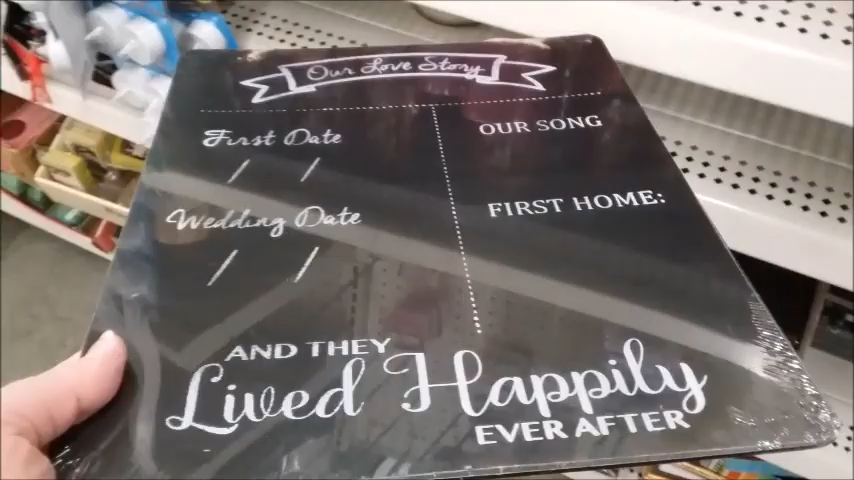 Our Love Story
First Date
/ /
Wedding Date
/ /
OUR SONG
FIRST HOME:
AND THEY
Lived Happily
EVER AFTER